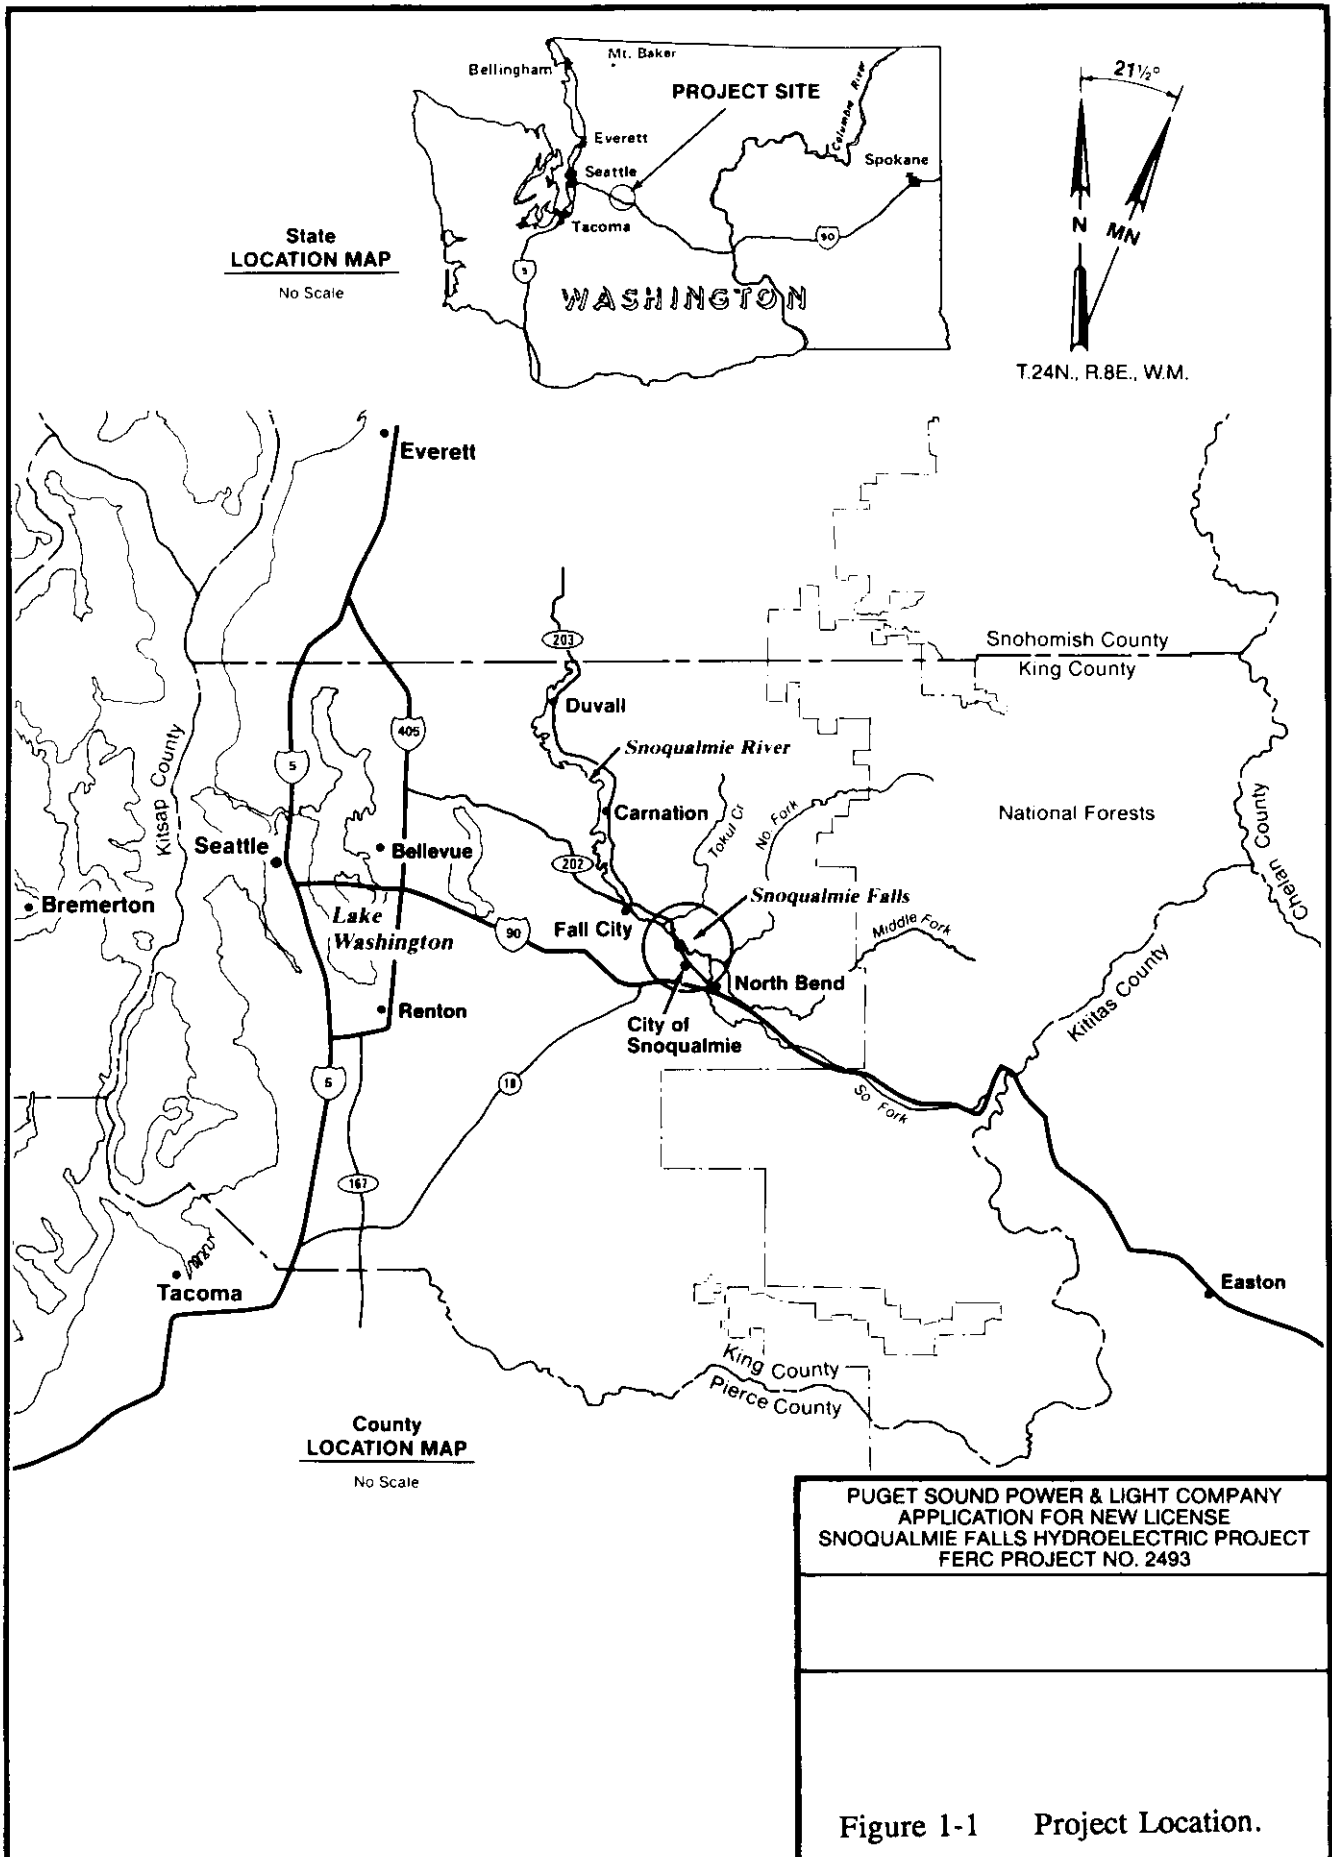 Bellingham
Mt. Baker
PROJECT SITE
Columbia River
Everett
Seattle
Spokane
Tacoma
90
5
WASHINGTON
State
LOCATION MAP
No Scale
21½°
N
MN
T.24N., R.8E., W.M.
Everett
203
Snohomish County
King County
Duvall
405
Snoqualmie River
5
Kitsap County
Carnation
Tokul Cr
No. Fork
National Forests
Chelan County
Seattle
Bellevue
202
Snoqualmie Falls
Bremerton
Lake
Washington
Fall City
90
Middle Fork
North Bend
Kititas County
Renton
City of
Snoqualmie
5
18
So Fork
167
Tacoma
Easton
King County
Pierce County
County
LOCATION MAP
No Scale
PUGET SOUND POWER & LIGHT COMPANY
APPLICATION FOR NEW LICENSE
SNOQUALMIE FALLS HYDROELECTRIC PROJECT
FERC PROJECT NO. 2493
Figure 1-1 Project Location.